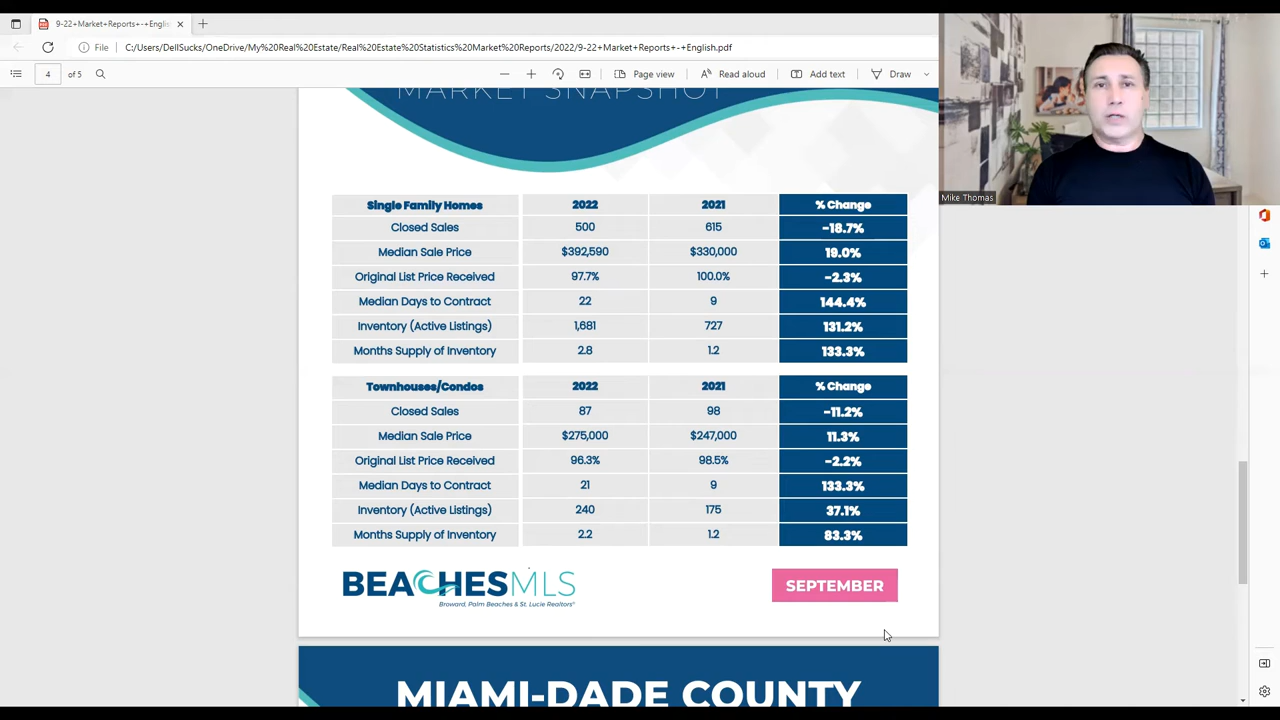 9-22+Market+Reports+-+Englis
File
C:/Users/DellSucks/OneDrive/My%20Real%20Estate/Real%20Estate%20Statistics%20Market%20Reports/2022/9-22+Market+Reports+-+English.pdf
4 of 5
Page view
Read aloud
Add text
Draw
MARKET SNAPSHOT
Mike Thomas
Single Family Homes 2022 2021 % Change
Closed Sales 500 615 -18.7%
Median Sale Price $392,590 $330,000 19.0%
Original List Price Received 97.7% 100.0% -2.3%
Median Days to Contract 22 9 144.4%
Inventory (Active Listings) 1,681 727 131.2%
Months Supply of Inventory 2.8 1.2 133.3%
Townhouses/Condos 2022 2021 % Change
Closed Sales 87 98 -11.2%
Median Sale Price $275,000 $247,000 11.3%
Original List Price Received 96.3% 98.5% -2.2%
Median Days to Contract 21 9 133.3%
Inventory (Active Listings) 240 175 37.1%
Months Supply of Inventory 2.2 1.2 83.3%
BEACHESMLS
Broward, Palm Beaches & St. Lucie Realtors®
SEPTEMBER
MIAMI-DADE COUNTY